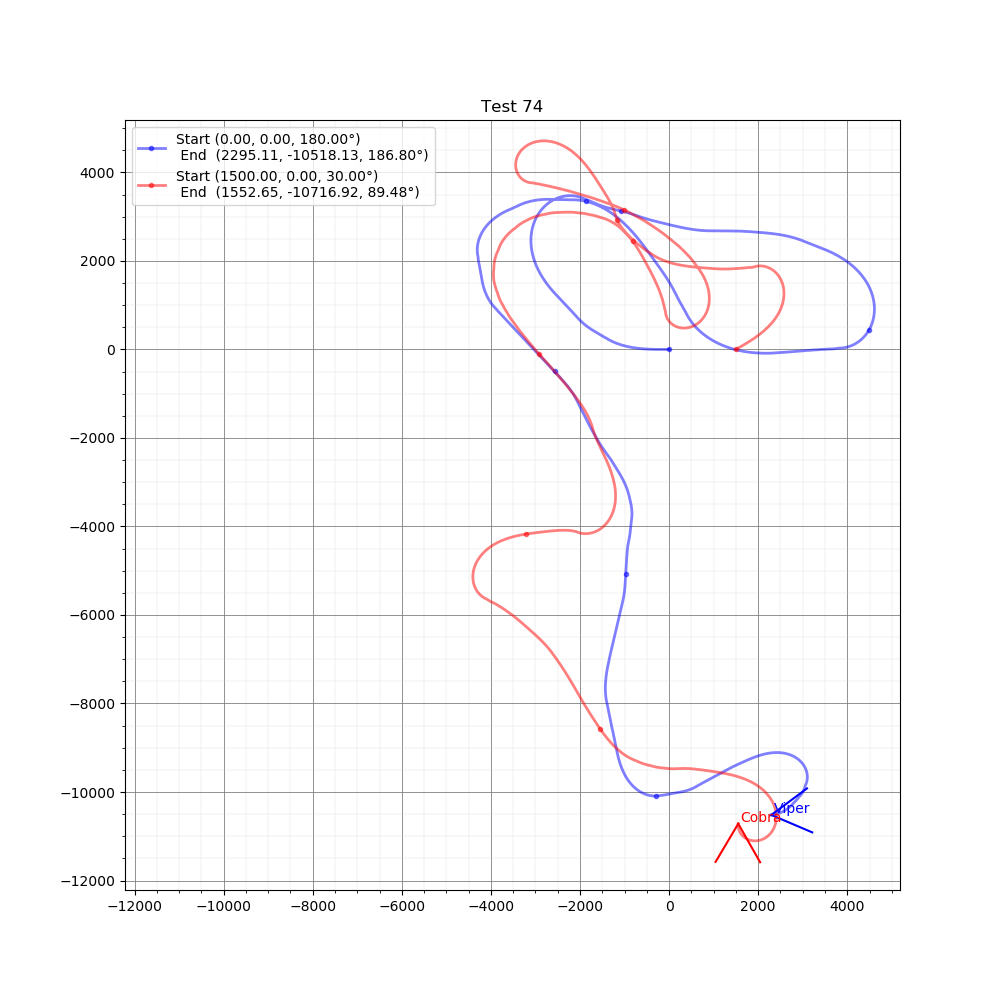 Test 74
Start (0.00, 0.00, 180.00°)
End (2295.11, -10518.13, 186.80°)
Start (1500.00, 0.00, 30.00°)
End (1552.65, -10716.92, 89.48°)
4000
2000
0
−2000
−4000
−6000
−8000
−10000
−12000
Viper
Cobra
−12000 −10000 −8000 −6000 −4000 −2000 0 2000 4000